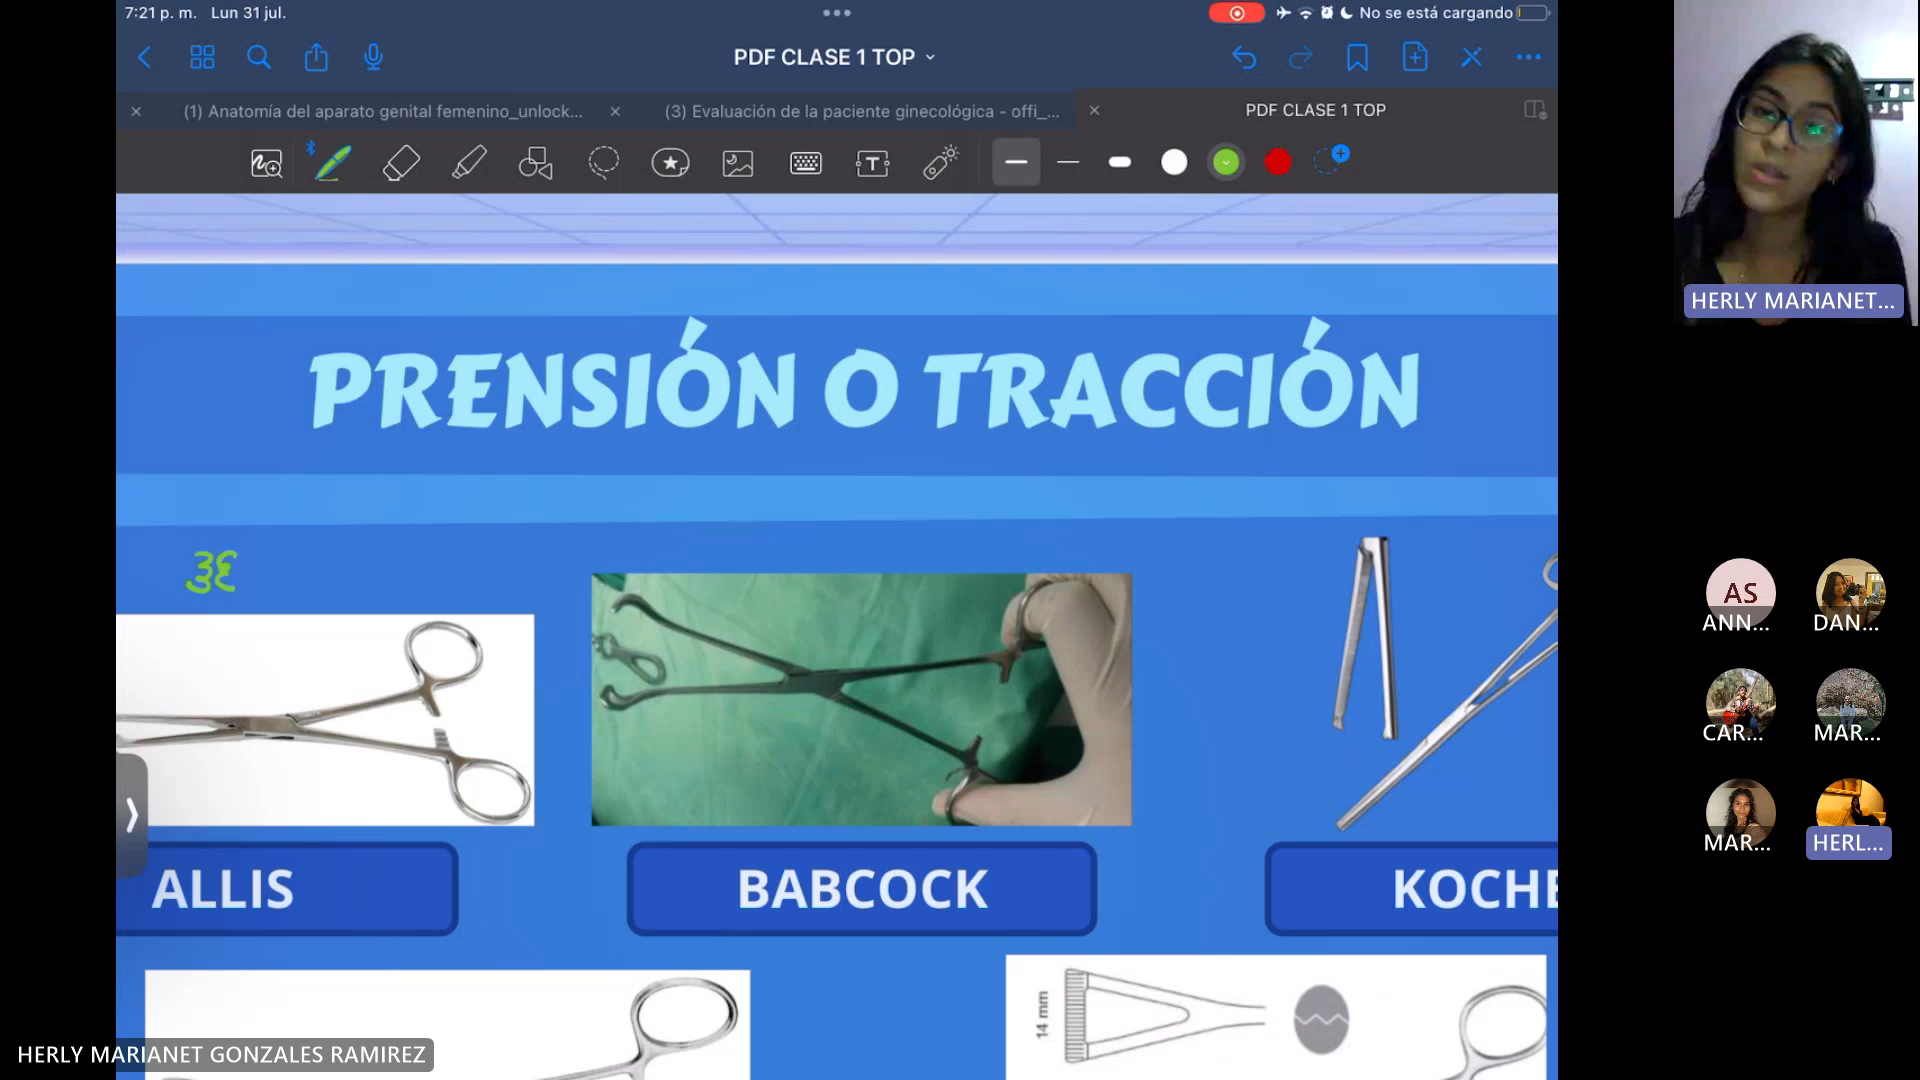 7:21 p. m. Lun 31 jul.
No se está cargando
PDF CLASE 1 TOP
(1) Anatomía del aparato genital femenino_unlock...
(3) Evaluación de la paciente ginecológica - offi_...
PDF CLASE 1 TOP
T
HERLY MARIANET...
PRENSIÓN O TRACCIÓN
3E
ALLIS
BABCOCK
KOCHE
14 mm
AS
ANN...
DAN...
CAR...
MAR...
MAR...
HERL...
HERLY MARIANET GONZALES RAMIREZ